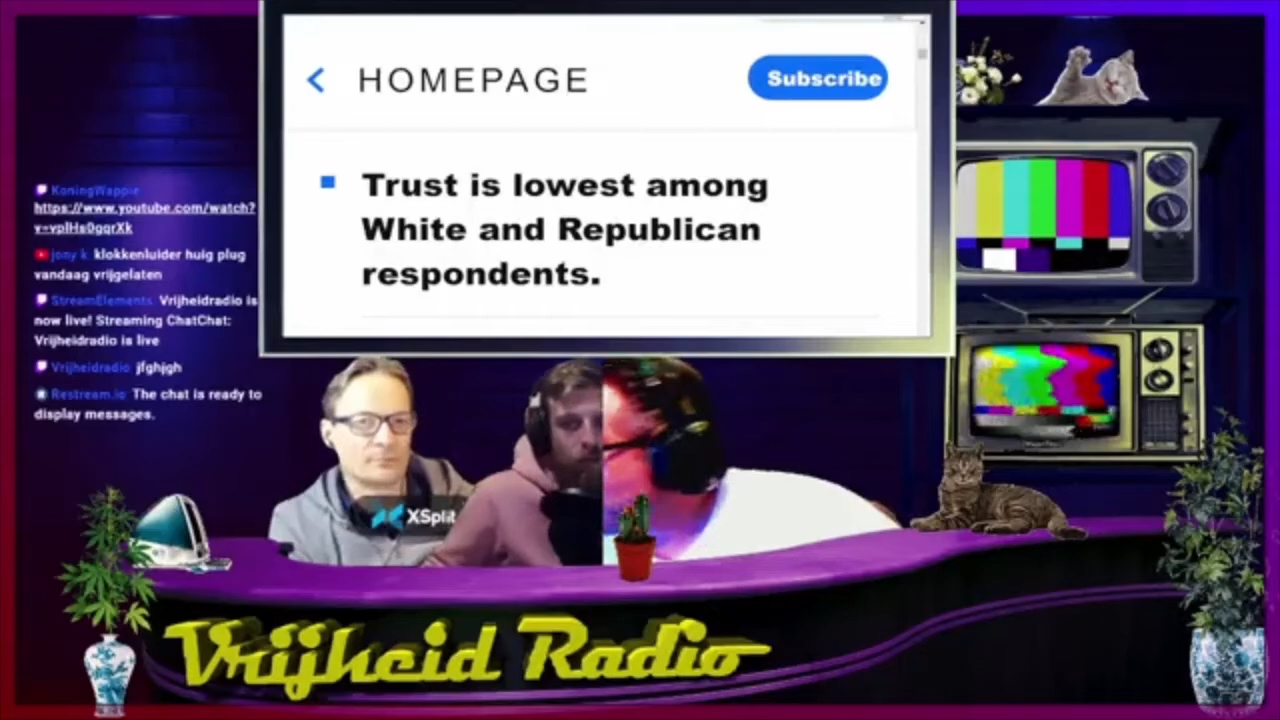 HOMEPAGE
Subscribe
Trust is lowest among
White and Republican
respondents.
KoningWappie
https://www.youtube.com/watch?
v=vplHs0gqrXk
jony k klokkenluider huig plug
vandaag vrijgelaten
StreamElements Vrijheidradio is
now live! Streaming ChatChat:
Vrijheidradio is live
Vrijheidradio jfghjgh
Restream.io The chat is ready to
display messages.
XSplit
Vrijheid Radio